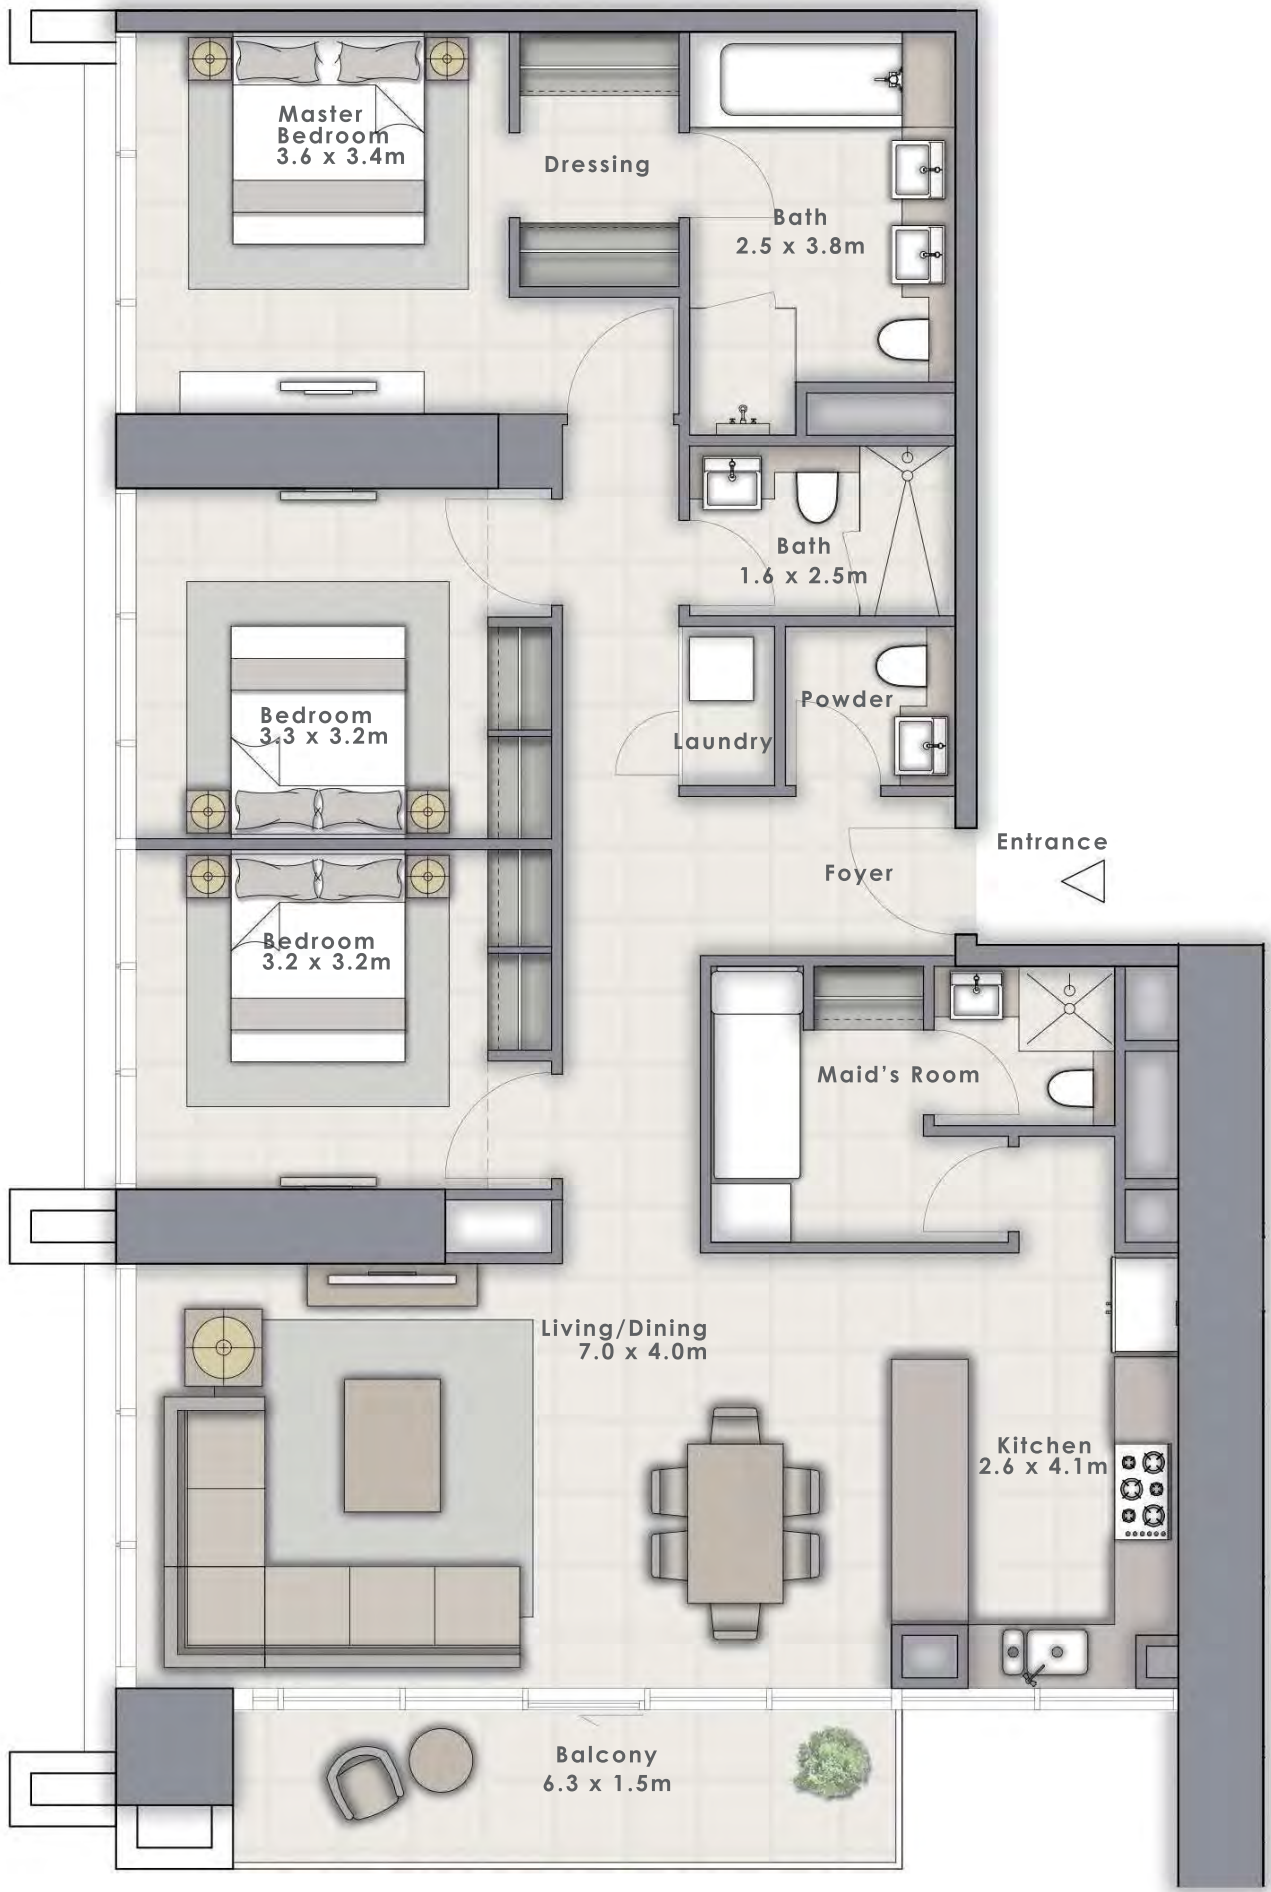 Master
Bedroom
3.6 x 3.4m
Dressing
Bath
2.5 x 3.8m
Bath
1.6 x 2.5m
Bedroom
3.3 x 3.2m
Laundry
Powder
Entrance
Foyer
Bedroom
3.2 x 3.2m
Maid's Room
Living/Dining
7.0 x 4.0m
Kitchen
2.6 x 4.1m
Balcony
6.3 x 1.5m